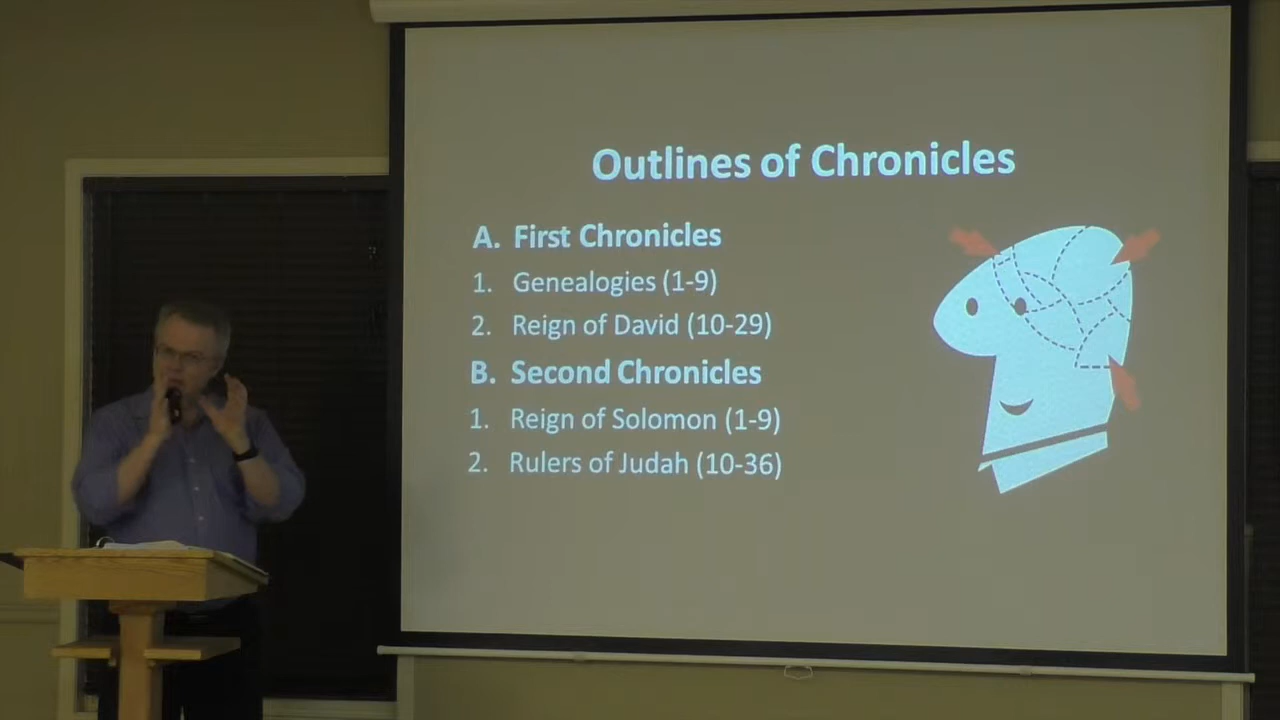 Outlines of Chronicles
A. First Chronicles
1. Genealogies (1-9)
2. Reign of David (10-29)
B. Second Chronicles
1. Reign of Solomon (1-9)
2. Rulers of Judah (10-36)